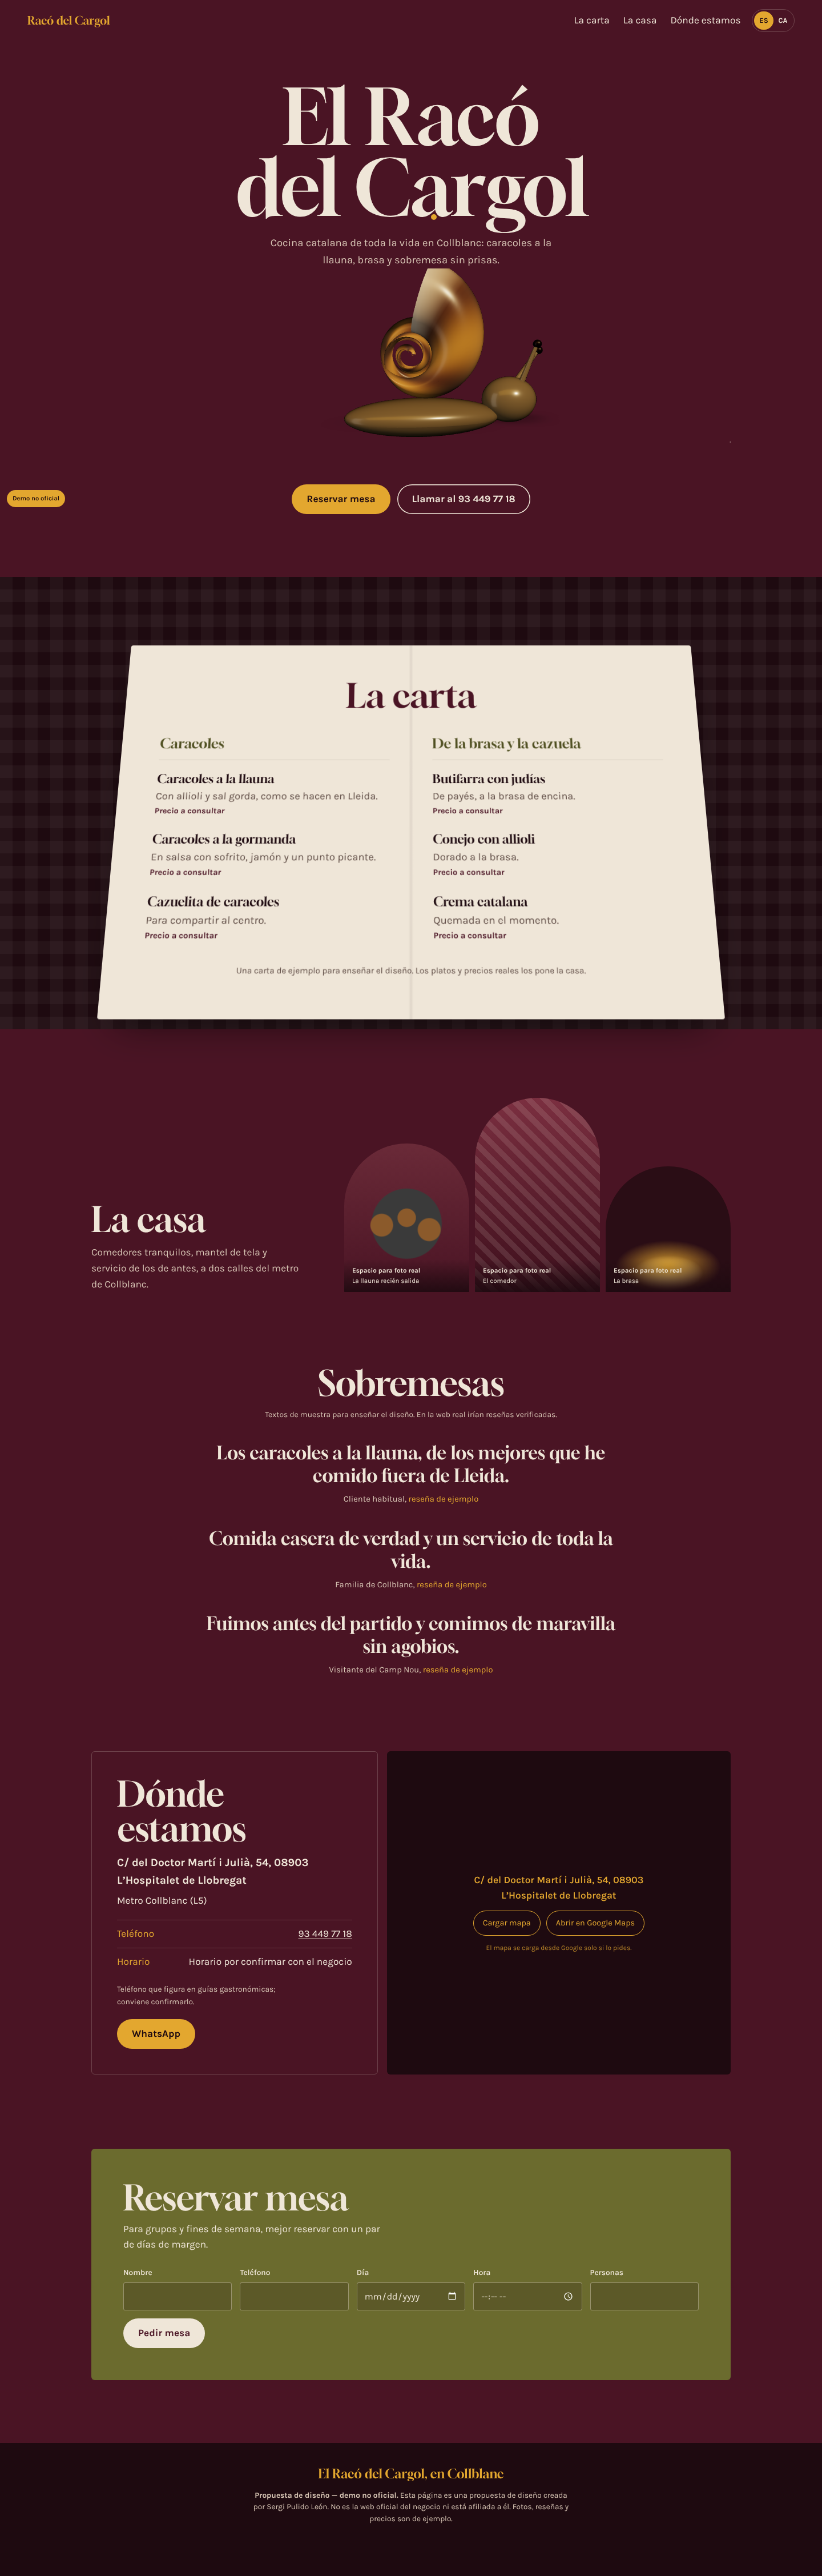 Racó del Cargol
La carta
La casa
Dónde estamos
ES
CA
El Racó
del Cargol
Cocina catalana de toda la vida en Collblanc: caracoles a la
llauna, brasa y sobremesa sin prisas.
Demo no oficial
Reservar mesa
Llamar al 93 449 77 18
La carta
Caracoles
Caracoles a la llauna
Con allioli y sal gorda, como se hacen en Lleida.
Precio a consultar
Caracoles a la gormanda
En salsa con sofrito, jamón y un punto picante.
Precio a consultar
Cazuelita de caracoles
Para compartir al centro.
Precio a consultar
De la brasa y la cazuela
Butifarra con judías
De payés, a la brasa de encina.
Precio a consultar
Conejo con allioli
Dorado a la brasa.
Precio a consultar
Crema catalana
Quemada en el momento.
Precio a consultar
Una carta de ejemplo para enseñar el diseño. Los platos y precios reales los pone la casa.
La casa
Comedores tranquilos, mantel de tela y
servicio de los de antes, a dos calles del metro
de Collblanc.
Espacio para foto real
La llauna recién salida
Espacio para foto real
El comedor
Espacio para foto real
La brasa
Sobremesas
Textos de muestra para enseñar el diseño. En la web real irían reseñas verificadas.
Los caracoles a la llauna, de los mejores que he
comido fuera de Lleida.
Cliente habitual, reseña de ejemplo
Comida casera de verdad y un servicio de toda la
vida.
Familia de Collblanc, reseña de ejemplo
Fuimos antes del partido y comimos de maravilla
sin agobios.
Visitante del Camp Nou, reseña de ejemplo
Dónde
estamos
C/ del Doctor Martí i Julià, 54, 08903
L’Hospitalet de Llobregat
Metro Collblanc (L5)
Teléfono 93 449 77 18
Horario Horario por confirmar con el negocio
Teléfono que figura en guías gastronómicas;
conviene confirmarlo.
WhatsApp
C/ del Doctor Martí i Julià, 54, 08903
L’Hospitalet de Llobregat
Cargar mapa
Abrir en Google Maps
El mapa se carga desde Google solo si lo pides.
Reservar mesa
Para grupos y fines de semana, mejor reservar con un par
de días de margen.
Nombre
Teléfono
Día
Hora
Personas
mm/dd/yyyy
--:-- --
Pedir mesa
El Racó del Cargol, en Collblanc
Propuesta de diseño — demo no oficial. Esta página es una propuesta de diseño creada
por Sergi Pulido León. No es la web oficial del negocio ni está afiliada a él. Fotos, reseñas y
precios son de ejemplo.